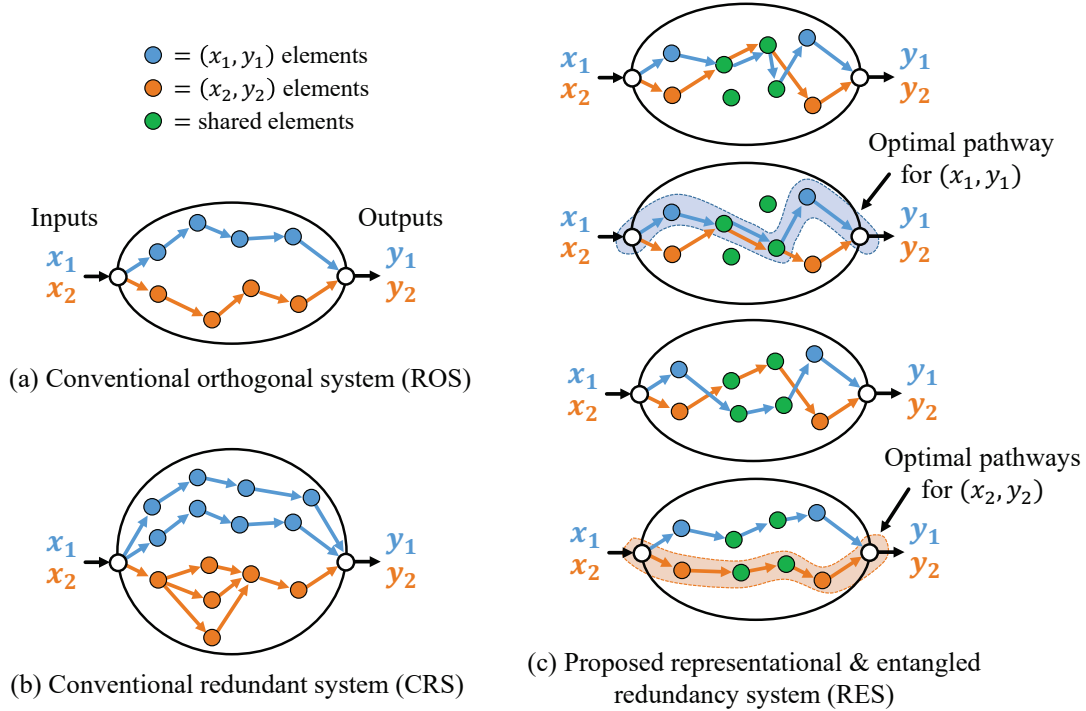 = (x₁, y₁) elements
= (x₂, y₂) elements
= shared elements
Inputs
Outputs
x₁
x₂
y₁
y₂
(a) Conventional orthogonal system (ROS)
x₁
x₂
y₁
y₂
(b) Conventional redundant system (CRS)
x₁
x₂
y₁
y₂
Optimal pathway
for (x₁, y₁)
x₁
x₂
y₁
y₂
x₁
x₂
y₁
y₂
Optimal pathways
for (x₂, y₂)
x₁
x₂
y₁
y₂
(c) Proposed representational & entangled
redundancy system (RES)